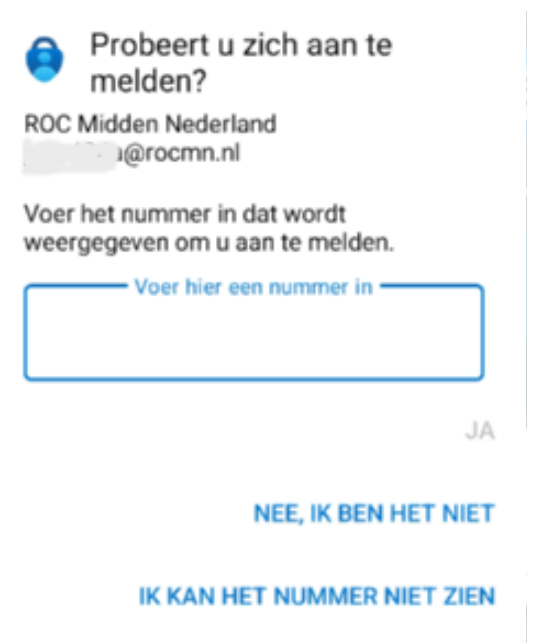 Probeert u zich aan te
melden?
ROC Midden Nederland
@rocmn.nl
Voer het nummer in dat wordt
weergegeven om u aan te melden.
Voer hier een nummer in
JA
NEE, IK BEN HET NIET
IK KAN HET NUMMER NIET ZIEN